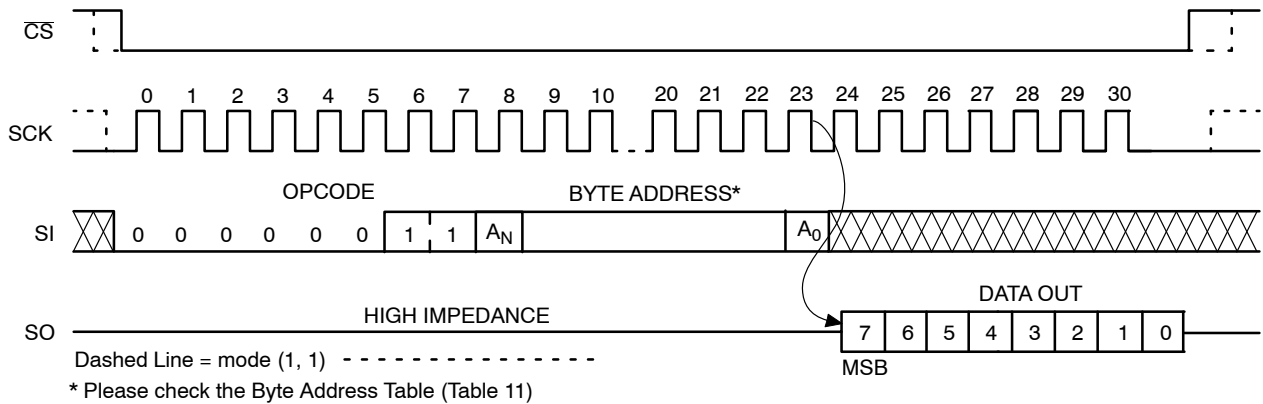 CS
0 1 2 3 4 5 6 7 8 9 10 20 21 22 23 24 25 26 27 28 29 30
SCK
OPCODE BYTE ADDRESS*
SI 0 0 0 0 0 0 1 1 AN A0
DATA OUT
HIGH IMPEDANCE
SO 7 6 5 4 3 2 1 0
Dashed Line = mode (1, 1)
MSB
* Please check the Byte Address Table (Table 11)